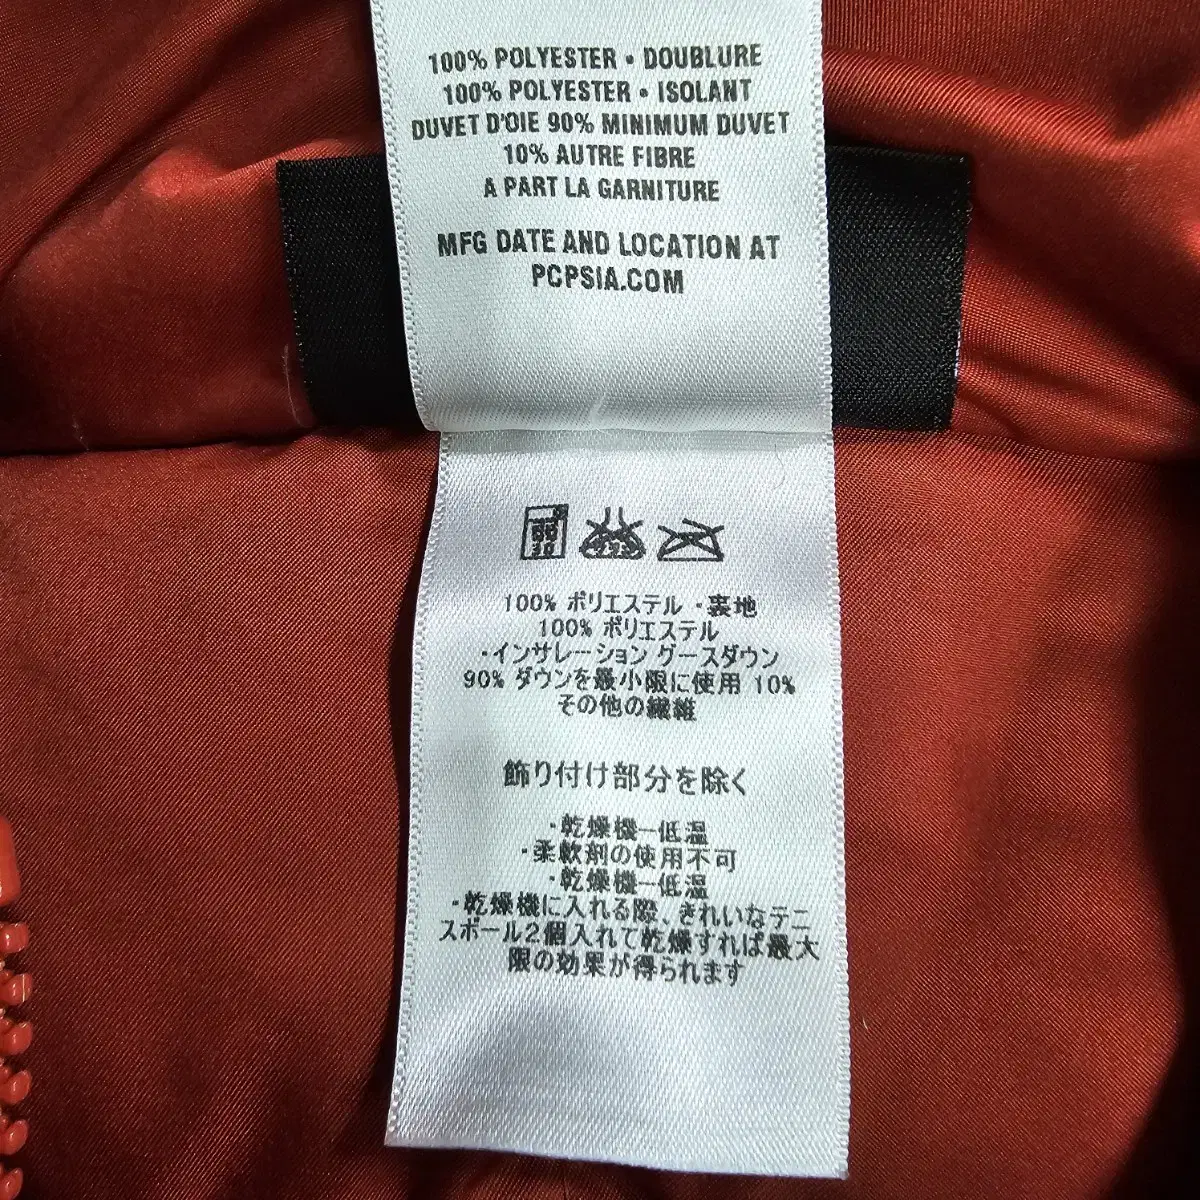 100% POLYESTER • DOUBLURE
100% POLYESTER • ISOLANT
DUVET D'OIE 90% MINIMUM DUVET
10% AUTRE FIBRE
A PART LA GARNITURE
MFG DATE AND LOCATION AT
PCPSIA.COM
30
100% ポリエステル ・裏地
100% ポリエステル
・インサレーション グースダウン
90% ダウンを最小限に使用 10%
その他の繊維
飾り付け部分を除く
・乾燥機ー低温
・柔軟剤の使用不可
・乾燥機ー低温
・乾燥機に入れる際、きれいなテニ
スボール2個入れて乾燥すれば最大
限の効果が得られます